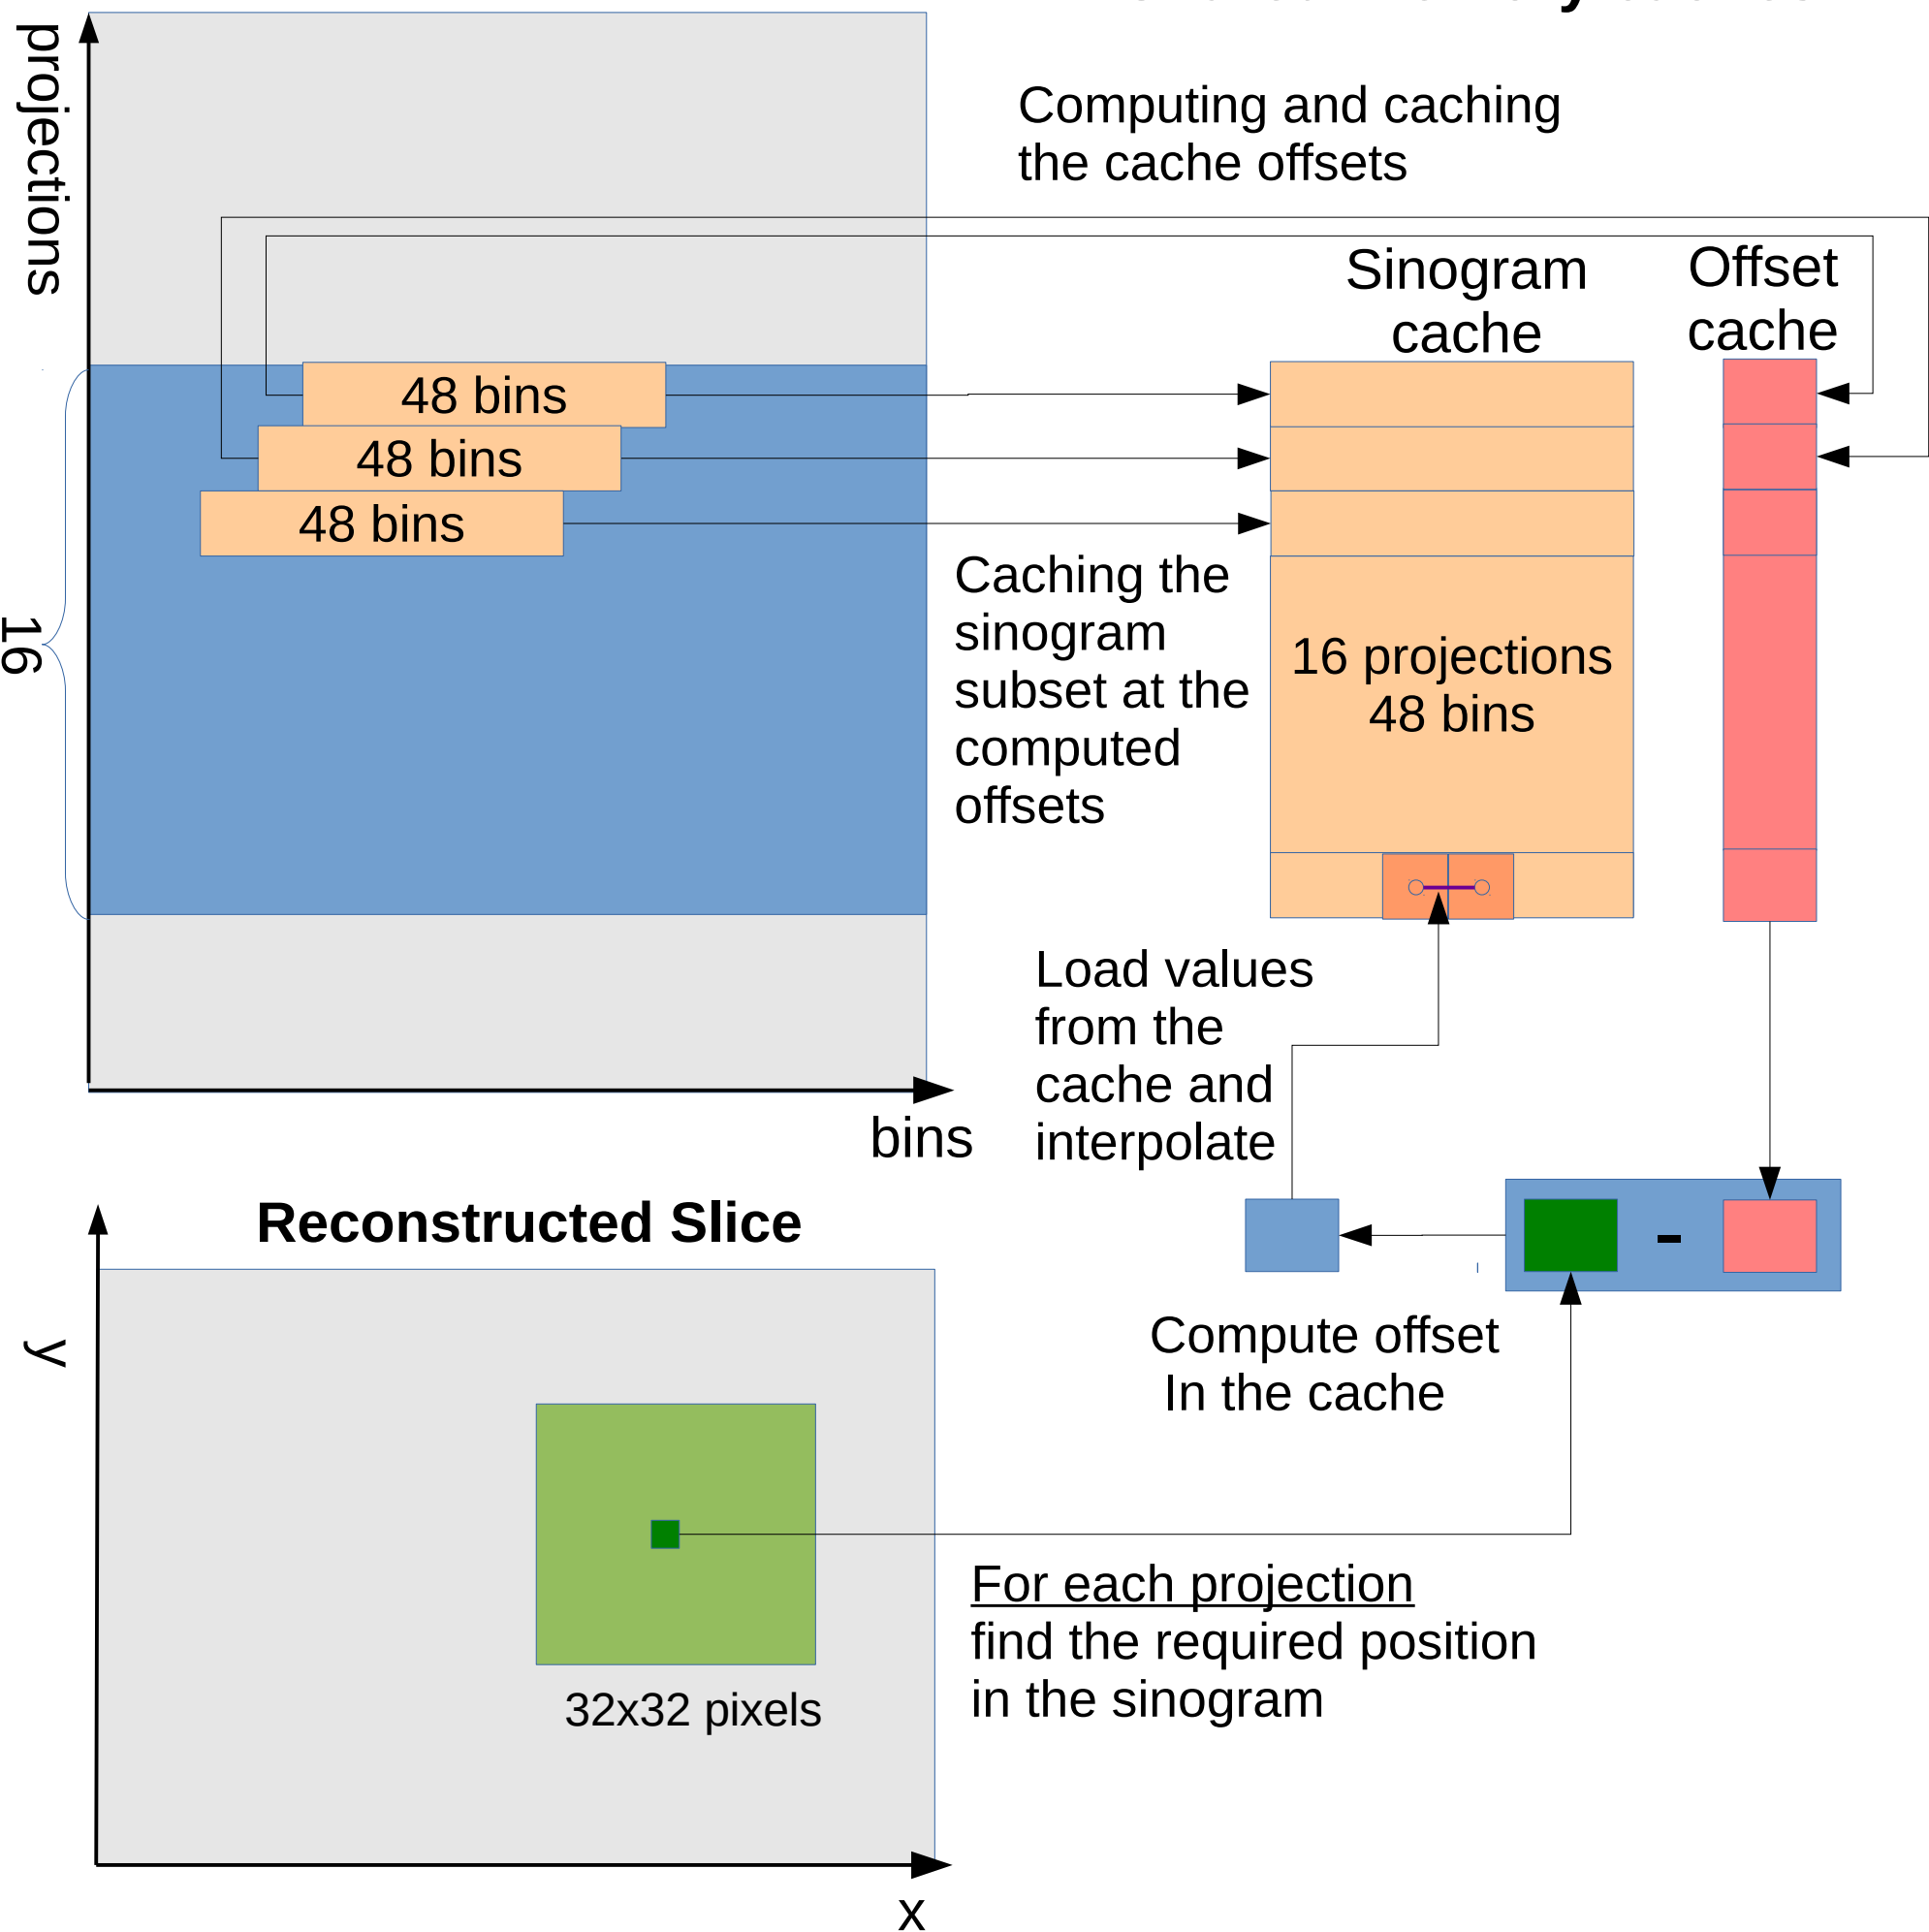 projections
Computing and caching
the cache offsets
Sinogram
cache
Offset
cache
48 bins
48 bins
48 bins
16
Caching the
sinogram
subset at the
computed
offsets
16 projections
48 bins
Load values
from the
cache and
interpolate
bins
Reconstructed Slice
-
y
Compute offset
In the cache
For each projection
find the required position
in the sinogram
32x32 pixels
x